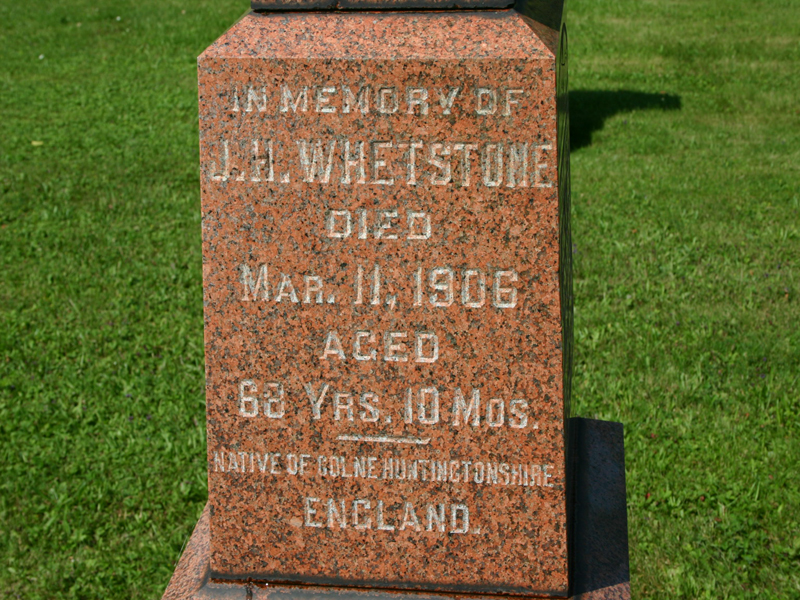 IN MEMORY OF
J.H. WHETSTONE
DIED
MAR. 11, 1906
AGED
68 YRS. 10 MOS.
NATIVE OF COLNE HUNTINGTONSHIRE
ENGLAND.